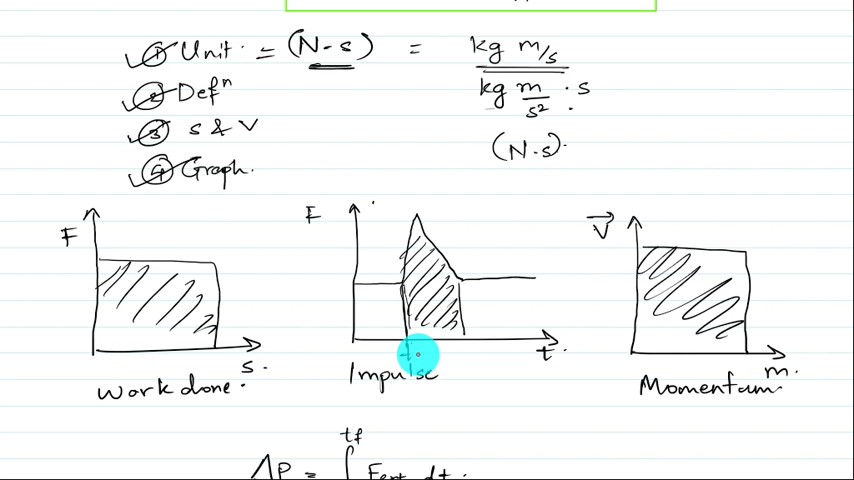 ① Unit. = (N-s) = kg m/s
② Defⁿ kg m/s² . s
③ s & V (N-s).
④ Graph.
F F V⃗
s. t. m.
Work done. Impulse Momentum.
tf
ΔP = ∫ Fext dt.